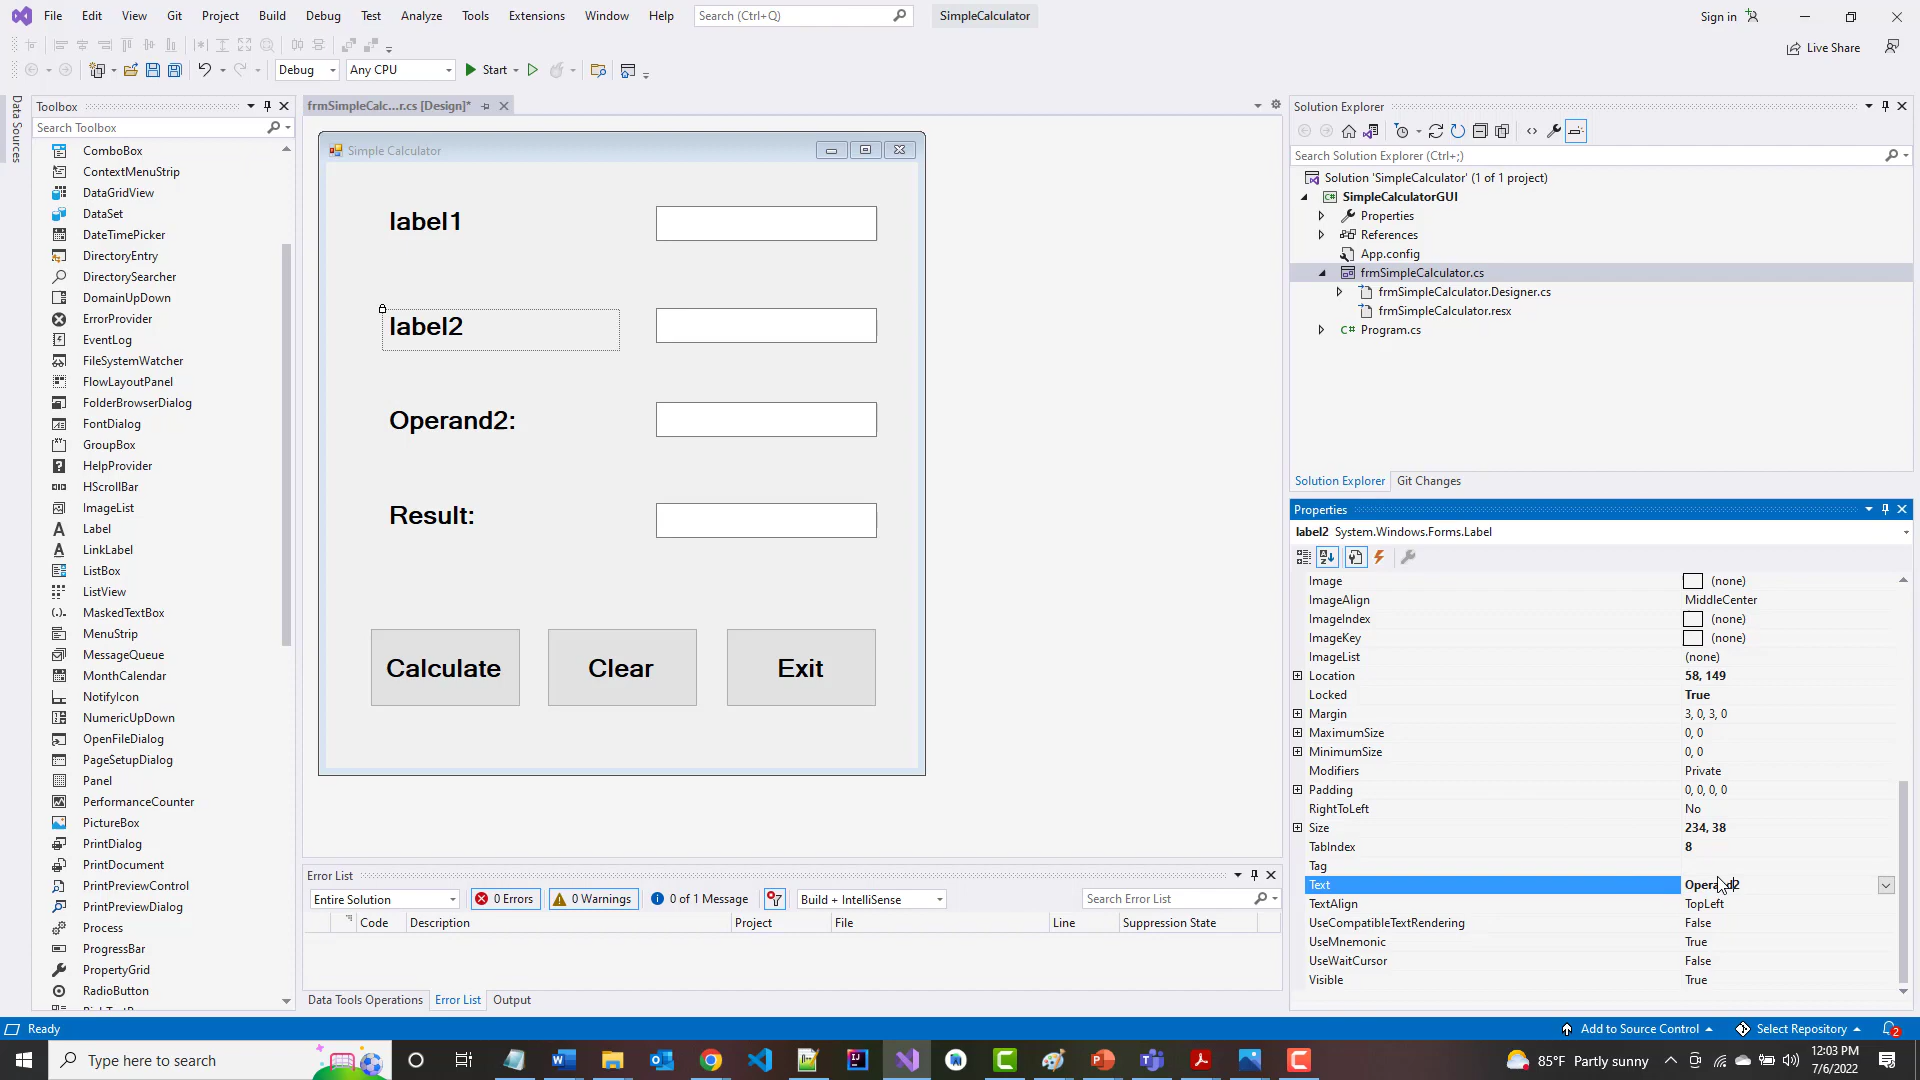 File Edit View Git Project Build Debug Test Analyze Tools Extensions Window Help Search (Ctrl+Q) SimpleCalculator Sign in
Live Share
Debug Any CPU Start
Data Sources
Toolbox
Search Toolbox
ComboBox
ContextMenuStrip
DataGridView
DataSet
DateTimePicker
DirectoryEntry
DirectorySearcher
DomainUpDown
ErrorProvider
EventLog
FileSystemWatcher
FlowLayoutPanel
FolderBrowserDialog
FontDialog
GroupBox
HelpProvider
HScrollBar
ImageList
Label
LinkLabel
ListBox
ListView
MaskedTextBox
MenuStrip
MessageQueue
MonthCalendar
NotifyIcon
NumericUpDown
OpenFileDialog
PageSetupDialog
Panel
PerformanceCounter
PictureBox
PrintDialog
PrintDocument
PrintPreviewControl
PrintPreviewDialog
Process
ProgressBar
PropertyGrid
RadioButton
frmSimpleCalc...r.cs [Design]*
Simple Calculator
label1
label2
Operand2:
Result:
Calculate Clear Exit
Error List
Entire Solution 0 Errors 0 Warnings 0 of 1 Message Build + IntelliSense Search Error List
Code Description Project File Line Suppression State
Data Tools Operations Error List Output
Solution Explorer
Search Solution Explorer (Ctrl+;)
Solution 'SimpleCalculator' (1 of 1 project)
SimpleCalculatorGUI
Properties
References
App.config
frmSimpleCalculator.cs
frmSimpleCalculator.Designer.cs
frmSimpleCalculator.resx
C# Program.cs
Solution Explorer Git Changes
Properties
label2 System.Windows.Forms.Label
Image (none)
ImageAlign MiddleCenter
ImageIndex (none)
ImageKey (none)
ImageList (none)
Location 58, 149
Locked True
Margin 3, 0, 3, 0
MaximumSize 0, 0
MinimumSize 0, 0
Modifiers Private
Padding 0, 0, 0, 0
RightToLeft No
Size 234, 38
TabIndex 8
Tag
Text Operand2
TextAlign TopLeft
UseCompatibleTextRendering False
UseMnemonic True
UseWaitCursor False
Visible True
Ready Add to Source Control Select Repository 2
Type here to search 85°F Partly sunny 12:03 PM
7/6/2022 2